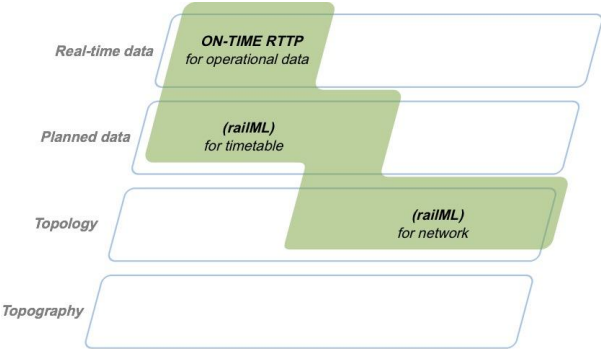 Real-time data
ON-TIME RTTP
for operational data
Planned data
(railML)
for timetable
Topology
(railML)
for network
Topography